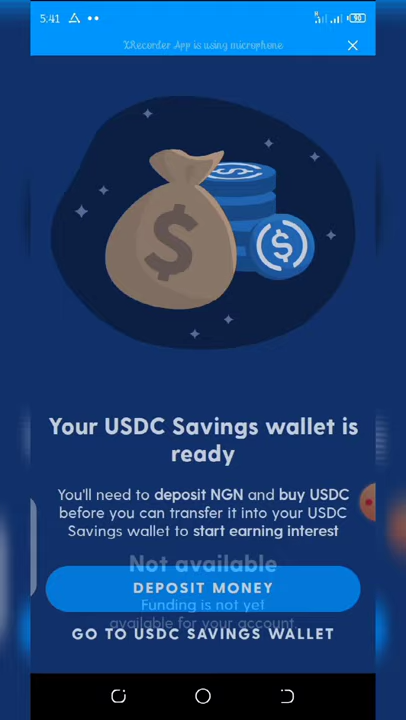 5:41
90
XRecorder App is using microphone
Your USDC Savings wallet is
ready
You'll need to deposit NGN and buy USDC
before you can transfer it into your USDC
Savings wallet to start earning interest
Not available
DEPOSIT MONEY
Funding is not yet
available for your account.
GO TO USDC SAVINGS WALLET